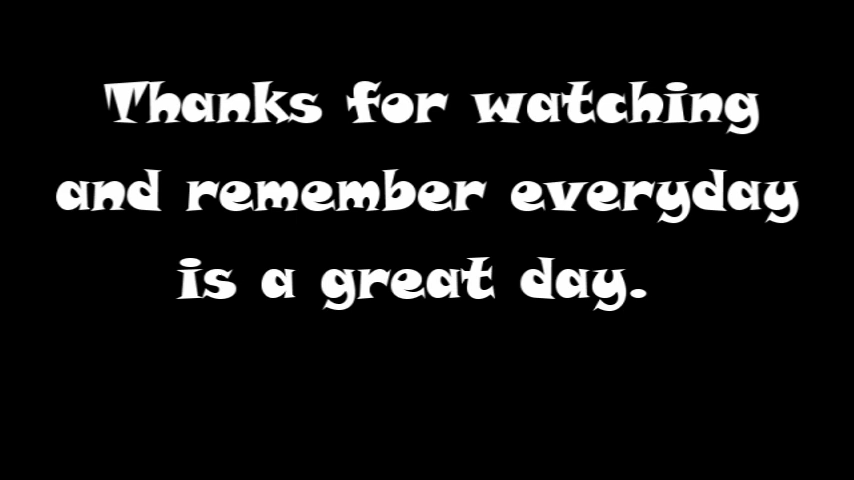 Thanks for watching
and remember everyday
is a great day.